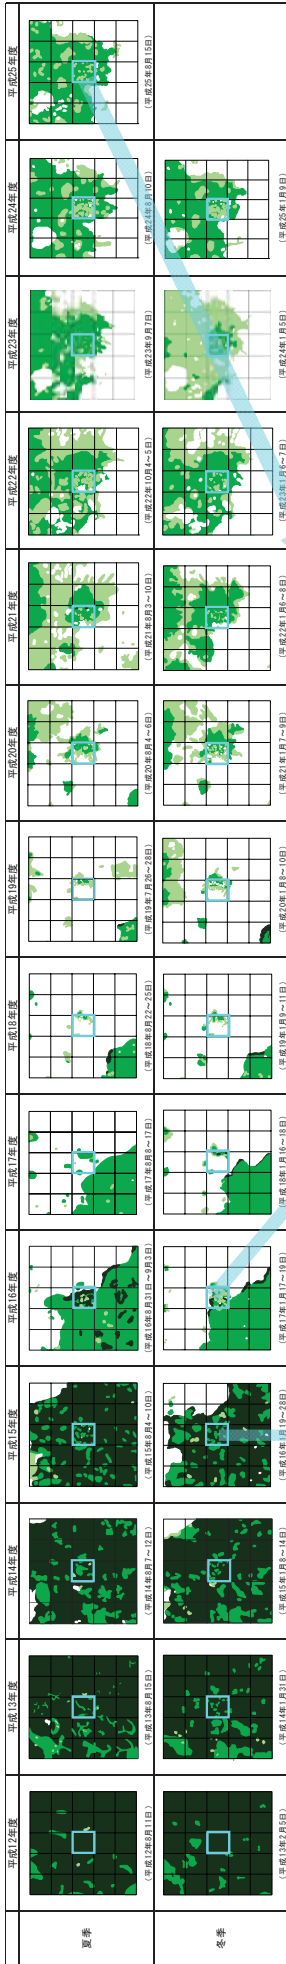 平成12年度 平成13年度 平成14年度 平成15年度 平成16年度 平成17年度 平成18年度 平成19年度 平成20年度 平成21年度 平成22年度 平成23年度 平成24年度 平成25年度
夏季
(平成12年8月11日) (平成13年8月15日) (平成14年8月7~12日) (平成15年8月4~10日) (平成16年8月31日~9月3日) (平成17年8月8~17日) (平成18年8月22~25日) (平成19年7月26~28日) (平成20年8月4~6日) (平成21年8月3~10日) (平成22年10月4~5日) (平成23年9月7日) (平成24年8月10日) (平成25年8月15日)
冬季
(平成13年2月5日) (平成14年1月31日) (平成15年1月8~14日) (平成16年1月19~28日) (平成17年1月17~19日) (平成18年1月16~18日) (平成19年1月9~11日) (平成20年1月8~10日) (平成21年1月7~9日) (平成22年1月6~8日) (平成23年1月6~7日) (平成24年1月5日) (平成25年1月9日)